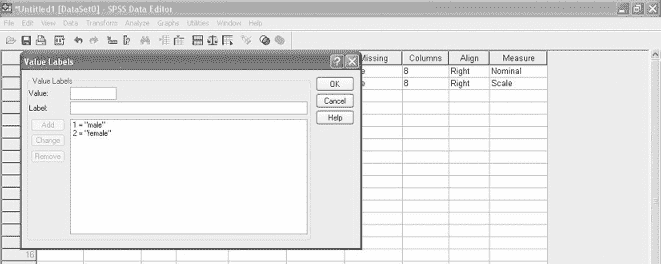 *Untitled1 [DataSet0] - SPSS Data Editor
File Edit View Data Transform Analyze Graphs Utilities Window Help
Value Labels
Value Labels
Value:
Label:
Add
Change
Remove
1 = "male"
2 = "female"
OK
Cancel
Help
Missing Columns Align Measure
8 Right Nominal
8 Right Scale
16